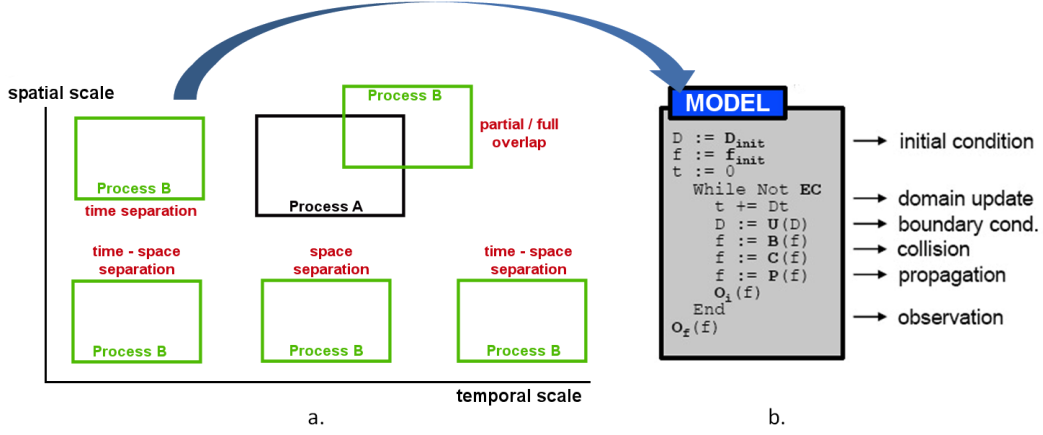 spatial scale
Process B
time separation
Process B
partial / full
overlap
Process A
time - space
separation
Process B
space
separation
Process B
time - space
separation
Process B
temporal scale
a.
MODEL
D := Dinit
f := finit
t := 0
While Not EC
t += Dt
D := U(D)
f := B(f)
f := C(f)
f := P(f)
Oi(f)
End
Of(f)
initial condition
domain update
boundary cond.
collision
propagation
observation
b.